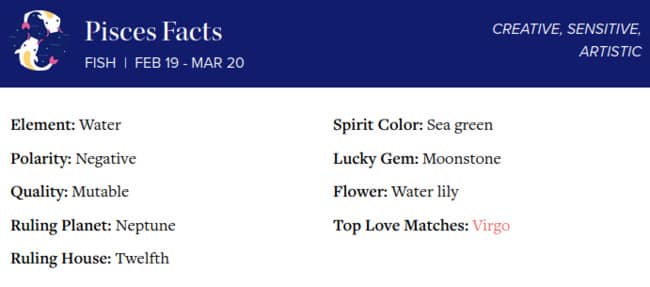 Pisces Facts
FISH | FEB 19 - MAR 20
CREATIVE, SENSITIVE,
ARTISTIC
Element: Water
Polarity: Negative
Quality: Mutable
Ruling Planet: Neptune
Ruling House: Twelfth
Spirit Color: Sea green
Lucky Gem: Moonstone
Flower: Water lily
Top Love Matches: Virgo